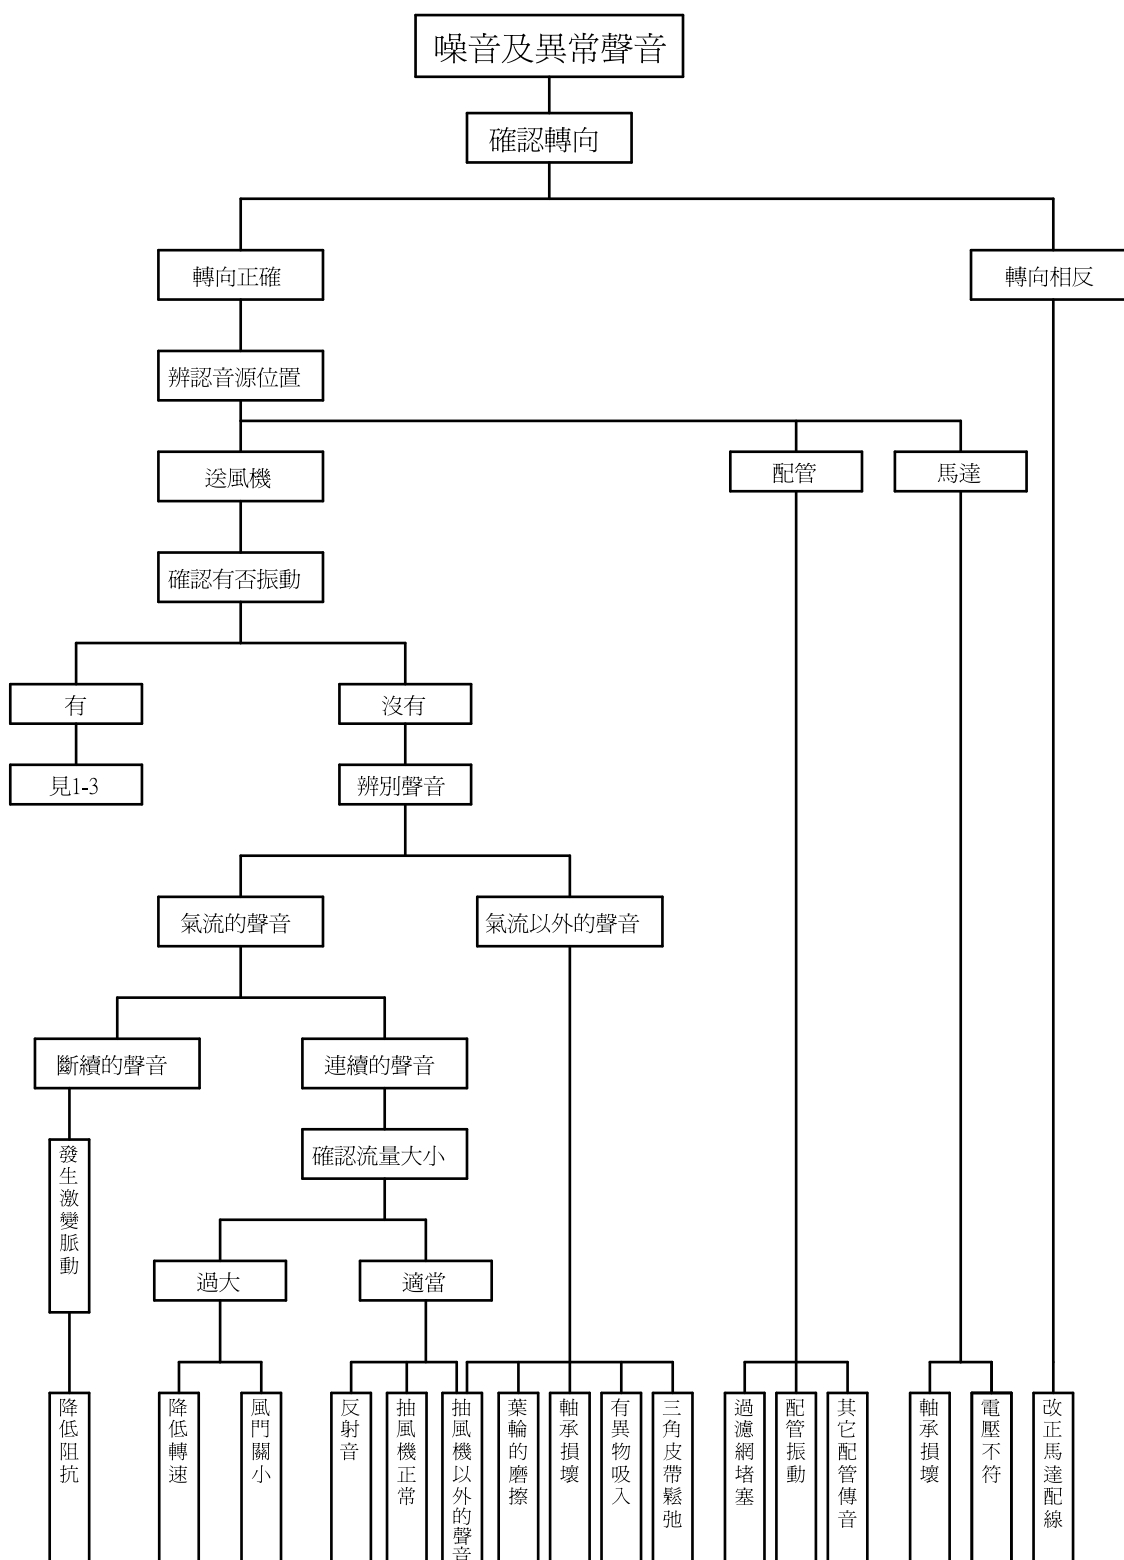 噪音及異常聲音
確認轉向
轉向正確
轉向相反
辨認音源位置
送風機
配管
馬達
確認有否振動
有
沒有
見1-3
辨別聲音
氣流的聲音
氣流以外的聲音
斷續的聲音
連續的聲音
發生激變脈動
確認流量大小
過大
適當
降低阻抗
降低轉速
風門關小
反射音
抽風機正常
抽風機以外的聲音
葉輪的磨擦
軸承損壞
有異物吸入
三角皮帶鬆弛
過濾網堵塞
配管振動
其它配管傳音
軸承損壞
電壓不符
改正馬達配線